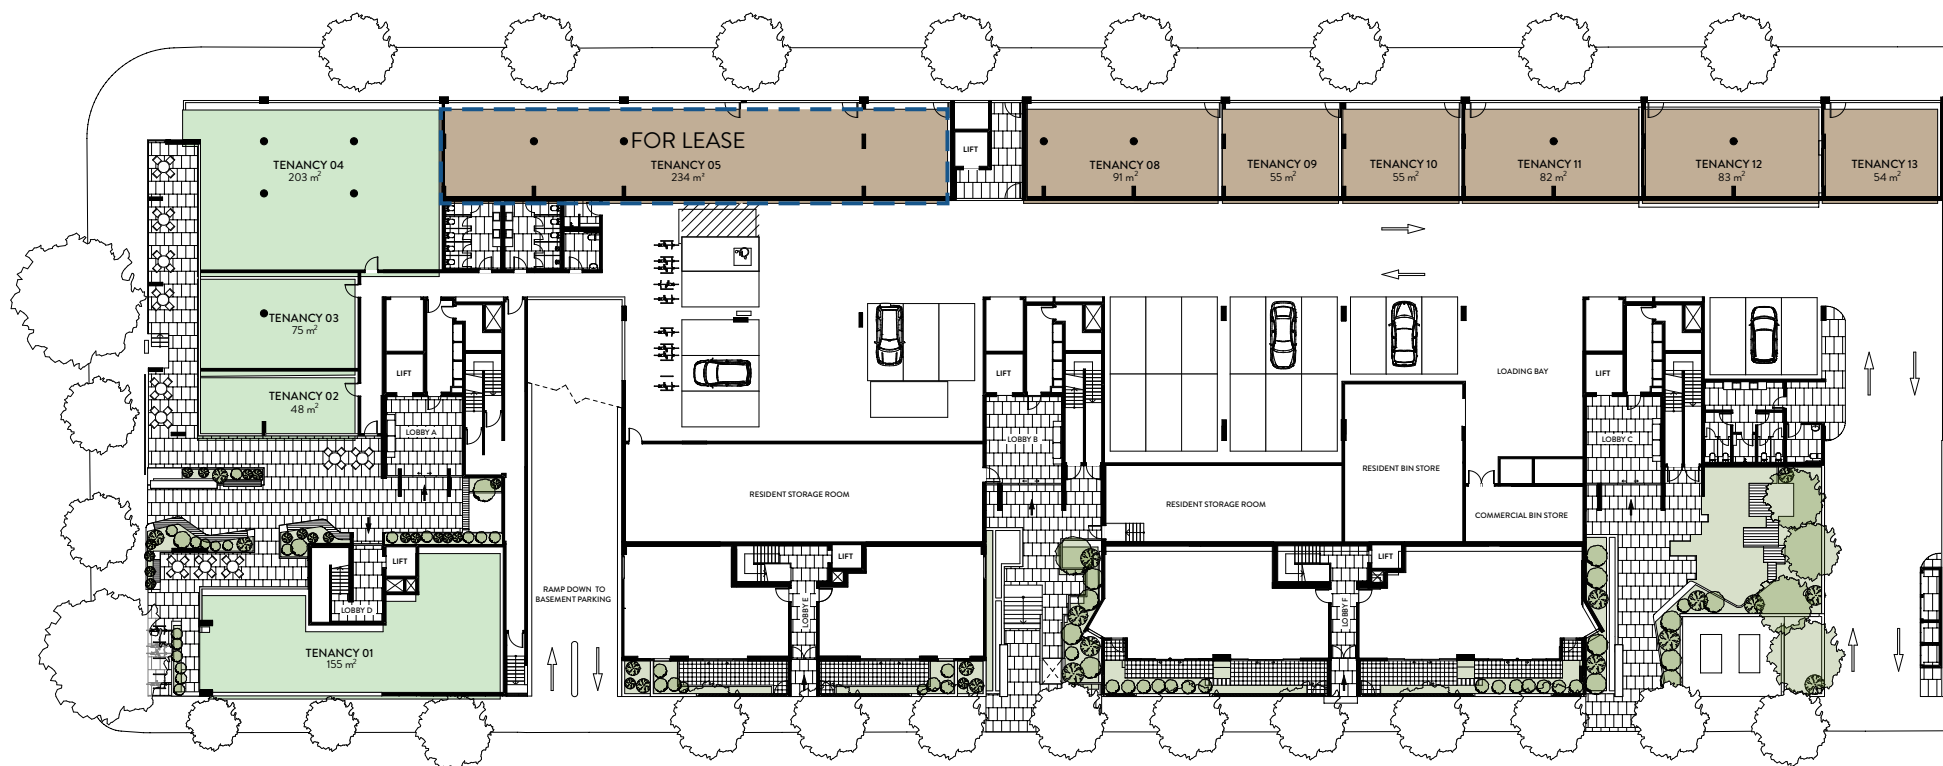 FOR LEASE
TENANCY 04
203 m²
TENANCY 05
234 m²
LIFT
TENANCY 08
91 m²
TENANCY 09
55 m²
TENANCY 10
55 m²
TENANCY 11
82 m²
TENANCY 12
83 m²
TENANCY 13
54 m²
TENANCY 03
75 m²
LIFT
LIFT
LOADING BAY
LIFT
TENANCY 02
48 m²
LOBBY A
LOBBY B
LOBBY C
RESIDENT BIN STORE
RESIDENT STORAGE ROOM
RESIDENT STORAGE ROOM
COMMERCIAL BIN STORE
LIFT
LIFT
LIFT
RAMP DOWN TO
BASEMENT PARKING
LOBBY D
LOBBY E
LOBBY F
TENANCY 01
155 m²